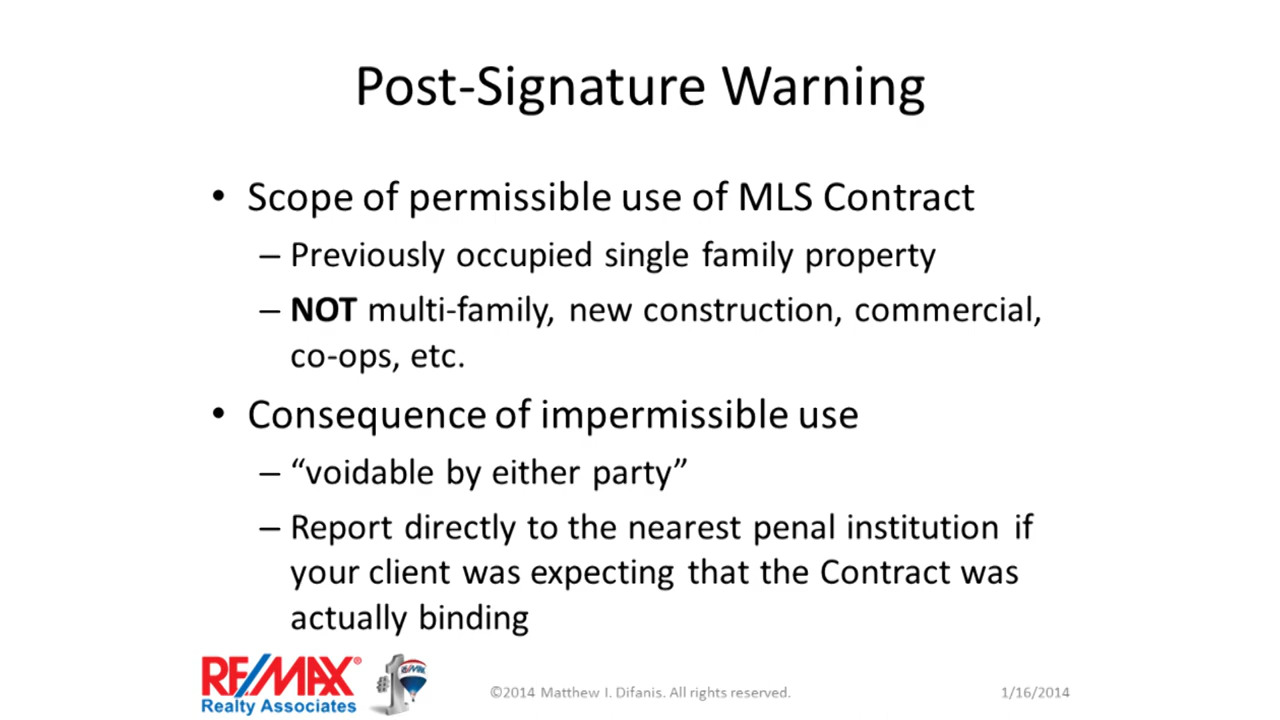 Post-Signature Warning
• Scope of permissible use of MLS Contract
– Previously occupied single family property
– NOT multi-family, new construction, commercial,
co-ops, etc.
• Consequence of impermissible use
– “voidable by either party”
– Report directly to the nearest penal institution if
your client was expecting that the Contract was
actually binding
RE/MAX®
Realty Associates
#1
RE/MAX
©2014 Matthew I. Difanis. All rights reserved.
1/16/2014